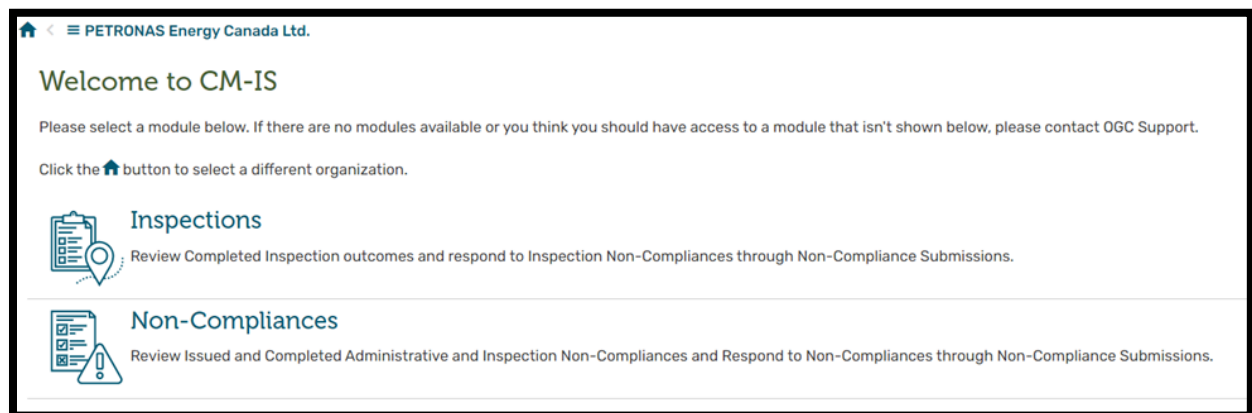 PETRONAS Energy Canada Ltd.
Welcome to CM-IS
Please select a module below. If there are no modules available or you think you should have access to a module that isn't shown below, please contact OGC Support.
Click the button to select a different organization.
Inspections
Review Completed Inspection outcomes and respond to Inspection Non-Compliances through Non-Compliance Submissions.
Non-Compliances
Review Issued and Completed Administrative and Inspection Non-Compliances and Respond to Non-Compliances through Non-Compliance Submissions.